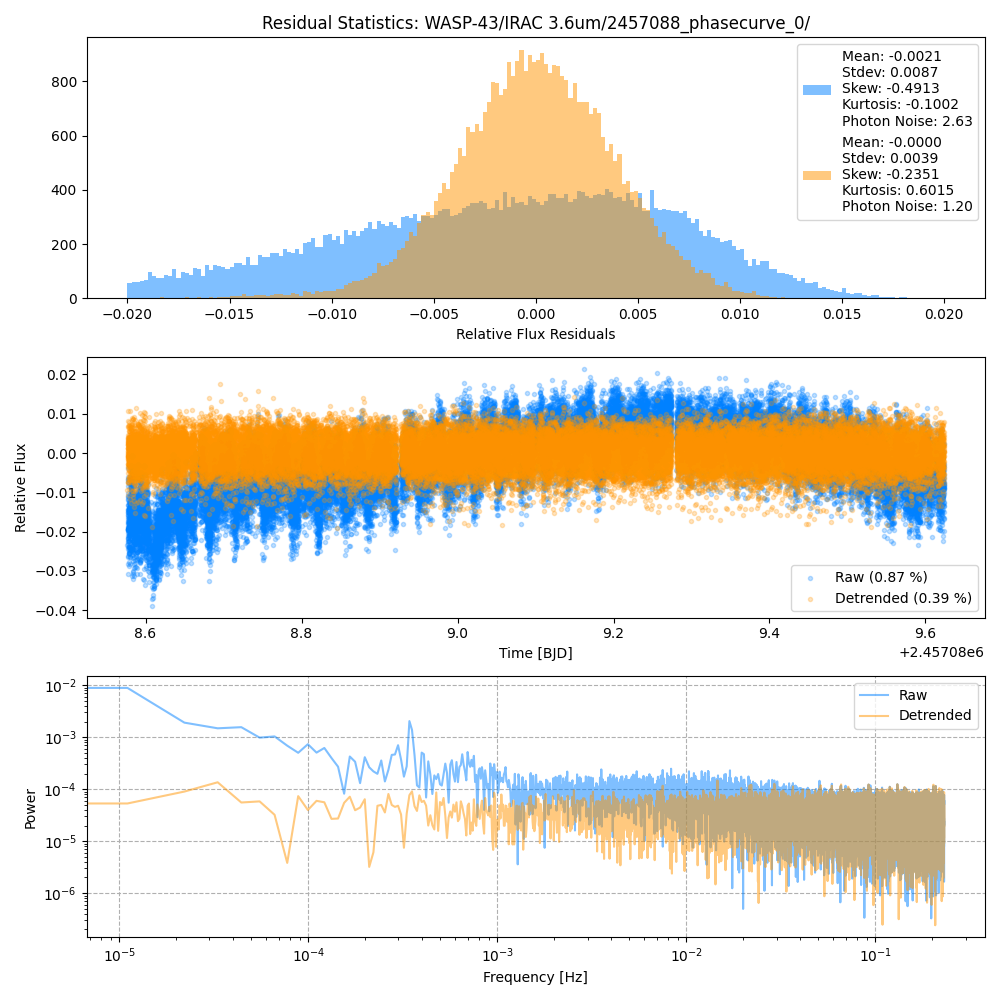 Residual Statistics: WASP-43/IRAC 3.6um/2457088_phasecurve_0/
800
600
400
200
0
Mean: -0.0021
Stdev: 0.0087
Skew: -0.4913
Kurtosis: -0.1002
Photon Noise: 2.63
Mean: -0.0000
Stdev: 0.0039
Skew: -0.2351
Kurtosis: 0.6015
Photon Noise: 1.20
−0.020 −0.015 −0.010 −0.005 0.000 0.005 0.010 0.015 0.020
Relative Flux Residuals
0.02
0.01
0.00
−0.01
−0.02
−0.03
−0.04
Relative Flux
Raw (0.87 %)
Detrended (0.39 %)
8.6 8.8 9.0 9.2 9.4 9.6
Time [BJD]
+2.45708e6
10⁻²
10⁻³
10⁻⁴
10⁻⁵
10⁻⁶
Power
Raw
Detrended
10⁻⁵ 10⁻⁴ 10⁻³ 10⁻² 10⁻¹
Frequency [Hz]